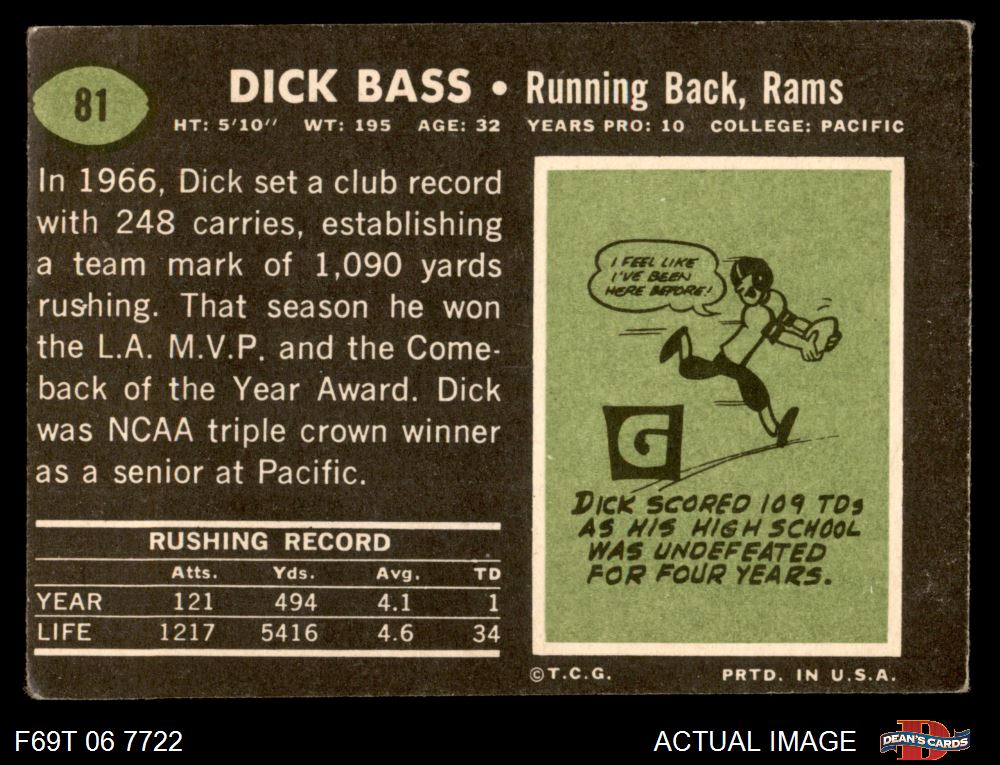 81
DICK BASS • Running Back, Rams
HT: 5'10" WT: 195 AGE: 32 YEARS PRO: 10 COLLEGE: PACIFIC
In 1966, Dick set a club record
with 248 carries, establishing
a team mark of 1,090 yards
rushing. That season he won
the L.A. M.V.P. and the Come-
back of the Year Award. Dick
was NCAA triple crown winner
as a senior at Pacific.
RUSHING RECORD
Atts. Yds. Avg. TD
YEAR 121 494 4.1 1
LIFE 1217 5416 4.6 34
I FEEL LIKE
I'VE BEEN
HERE BEFORE!
G
DICK SCORED 109 TDs
AS HIS HIGH SCHOOL
WAS UNDEFEATED
FOR FOUR YEARS.
©T.C.G. PRTD. IN U.S.A.
F69T 06 7722 ACTUAL IMAGE D DEAN'S CARDS